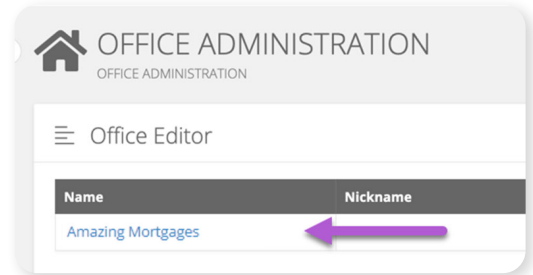 OFFICE ADMINISTRATION
OFFICE ADMINISTRATION
Office Editor
Name Nickname
Amazing Mortgages